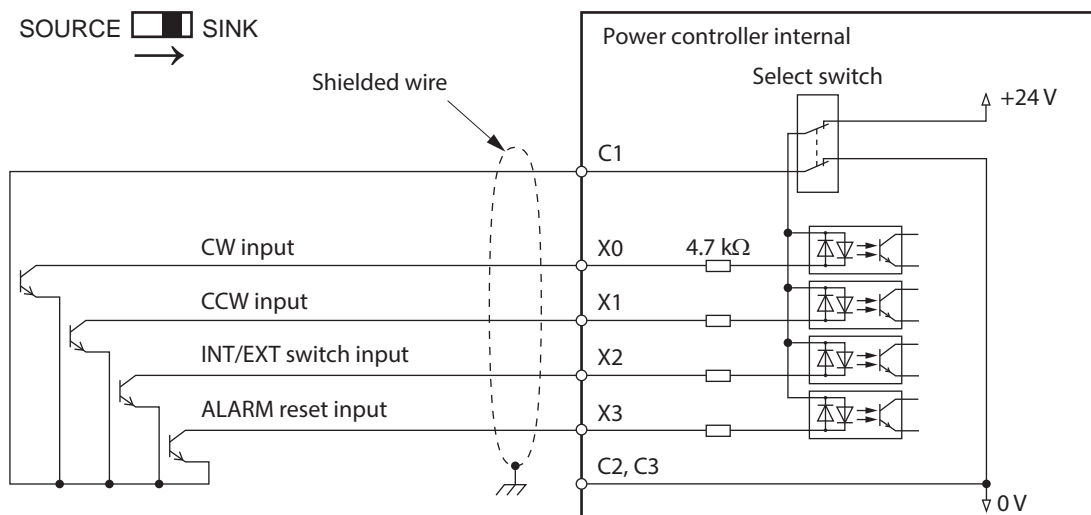 SOURCE SINK
Power controller internal
Select switch
Shielded wire
+24 V
C1
CW input
X0
4.7 kΩ
CCW input
X1
INT/EXT switch input
X2
ALARM reset input
X3
C2, C3
0 V